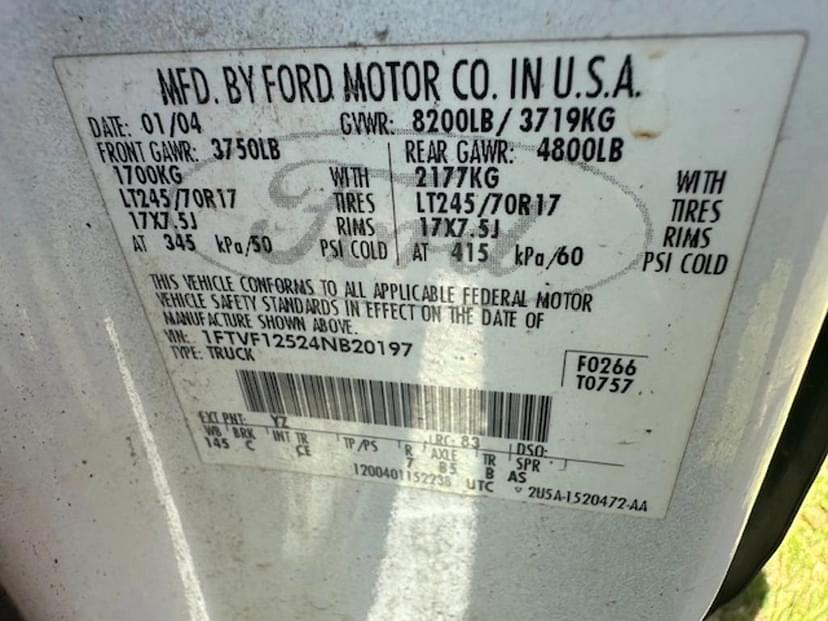 MFD. BY FORD MOTOR CO. IN U.S.A.
DATE: 01/04 GVWR: 8200LB/ 3719KG
FRONT GAWR: 3750LB REAR GAWR: 4800LB
1700KG WITH 2177KG WITH
LT245/70R17 TIRES LT245/70R17 TIRES
17X7.5J RIMS 17X7.5J RIMS
AT 345 kPa/50 PSI COLD AT 415 kPa/60 PSI COLD
Ford
THIS VEHICLE CONFORMS TO ALL APPLICABLE FEDERAL MOTOR
VEHICLE SAFETY STANDARDS IN EFFECT ON THE DATE OF
MANUFACTURE SHOWN ABOVE.
VIN: 1FTVF12524NB20197
TYPE: TRUCK
F0266
T0757
EXT PNT: YZ RC: 83 DSO:
WB BRK INT TR TP/PS R AXLE TR SPR
145 C CE 7 B5 B AS
1200401152238 UTC 2U5A-1520472-AA